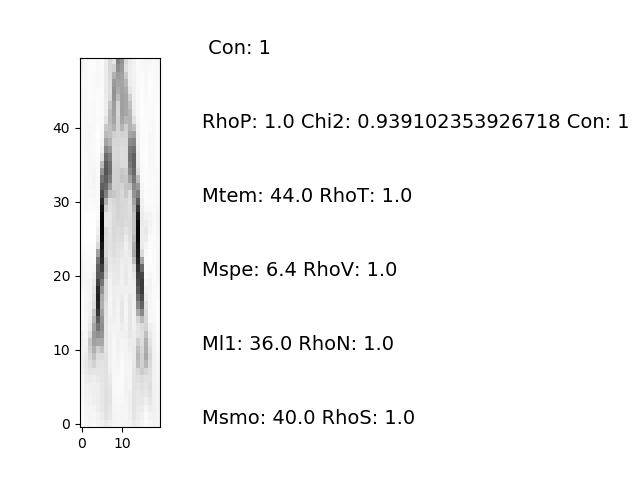 Con: 1
RhoP: 1.0 Chi2: 0.939102353926718 Con: 1
Mtem: 44.0 RhoT: 1.0
Mspe: 6.4 RhoV: 1.0
Ml1: 36.0 RhoN: 1.0
Msmo: 40.0 RhoS: 1.0
40
30
20
10
0
0 10